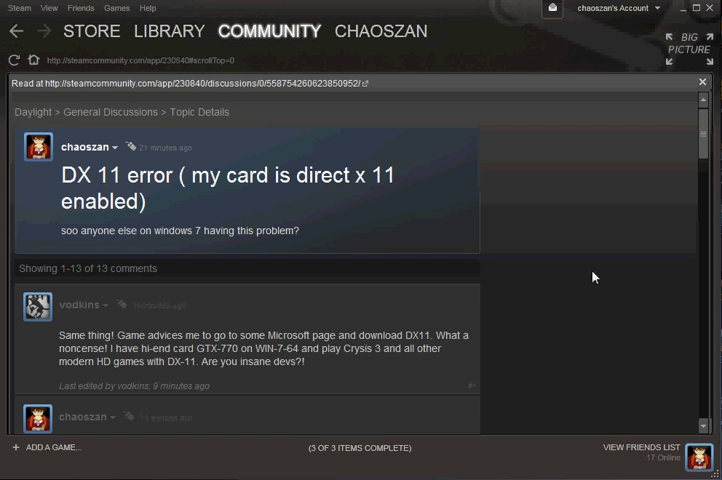 Steam View Friends Games Help
chaoszan's Account
STORE LIBRARY COMMUNITY CHAOSZAN
BIG PICTURE
http://steamcommunity.com/app/230840#scrollTop=0
Read at http://steamcommunity.com/app/230840/discussions/0/558754260623850952/
Daylight > General Discussions > Topic Details
chaoszan 21 minutes ago
DX 11 error ( my card is direct x 11
enabled)
soo anyone else on windows 7 having this problem?
Showing 1-13 of 13 comments
vodkins minutes ago
Same thing! Game advices me to go to some Microsoft page and download DX11. What a
noncense! I have hi-end card GTX-770 on WIN-7-64 and play Crysis 3 and all other
modern HD games with DX-11. Are you insane devs?!
Last edited by vodkins; 9 minutes ago
chaoszan minutes ago
+ ADD A GAME...
(3 OF 3 ITEMS COMPLETE)
VIEW FRIENDS LIST
17 Online